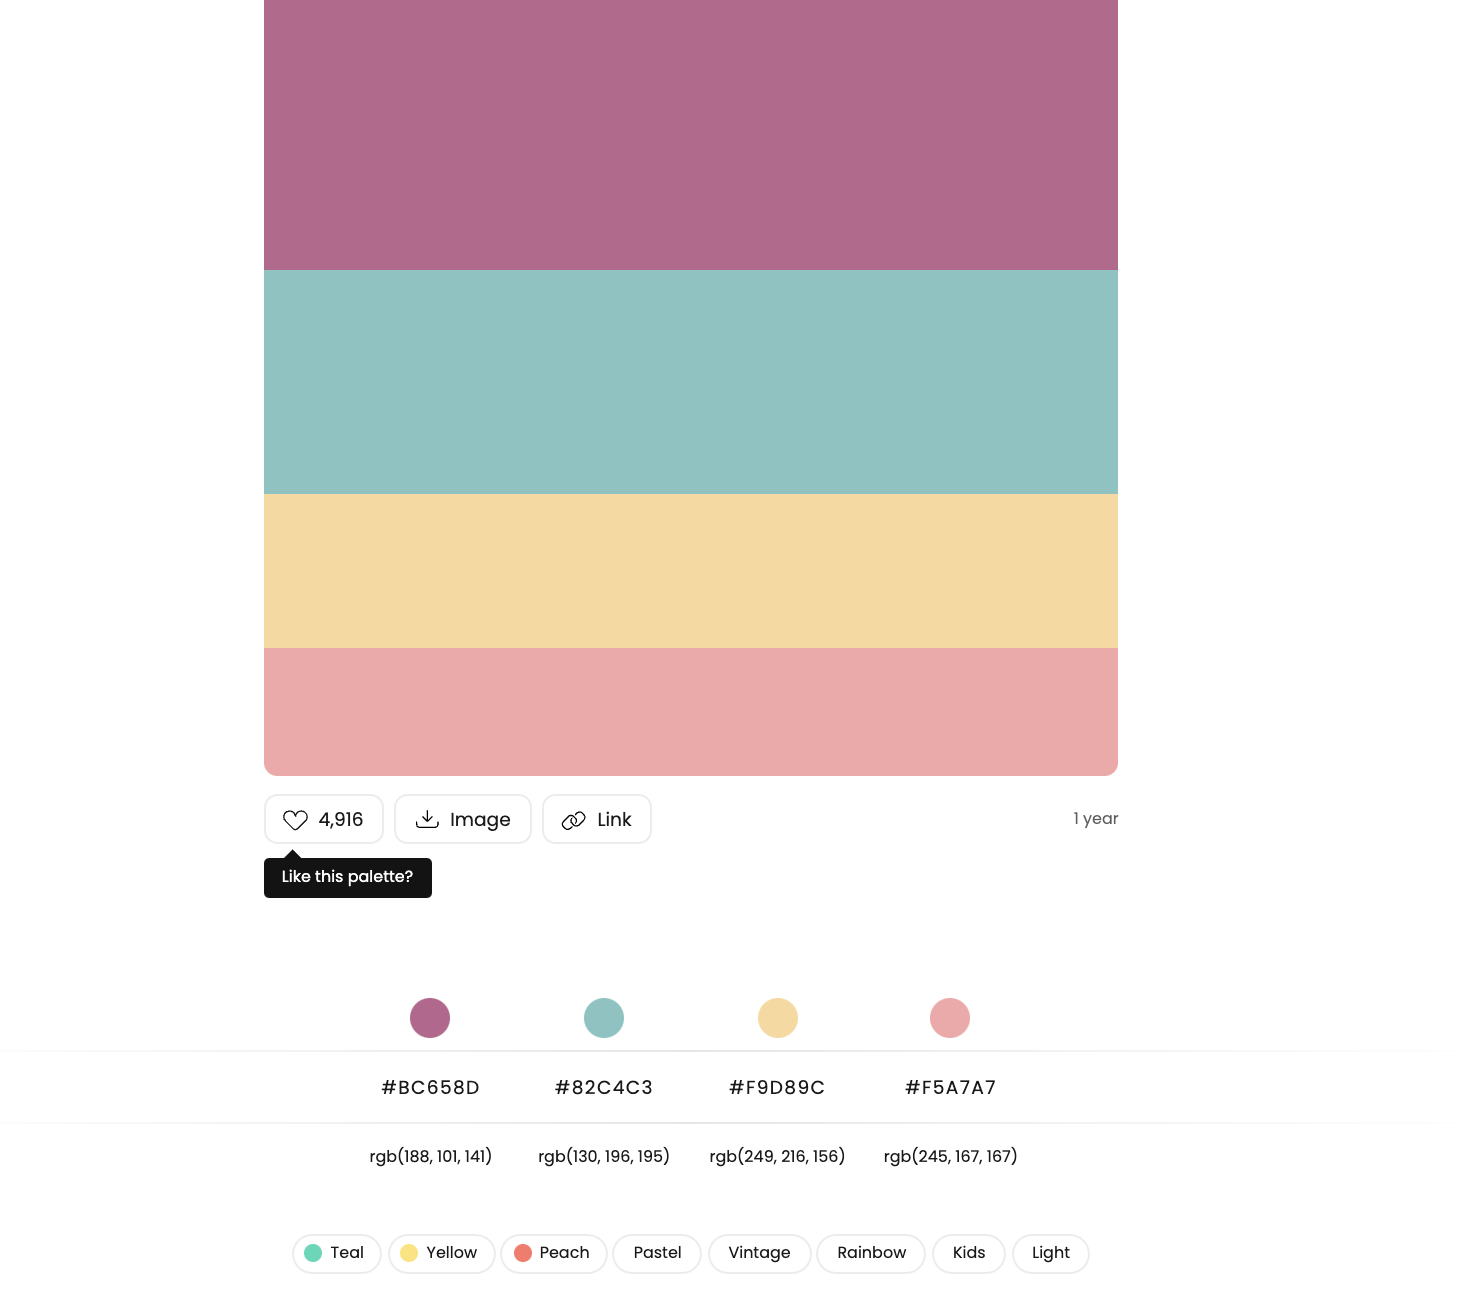 4,916 Image Link 1 year
Like this palette?
#BC658D #82C4C3 #F9D89C #F5A7A7
rgb(188, 101, 141) rgb(130, 196, 195) rgb(249, 216, 156) rgb(245, 167, 167)
Teal Yellow Peach Pastel Vintage Rainbow Kids Light